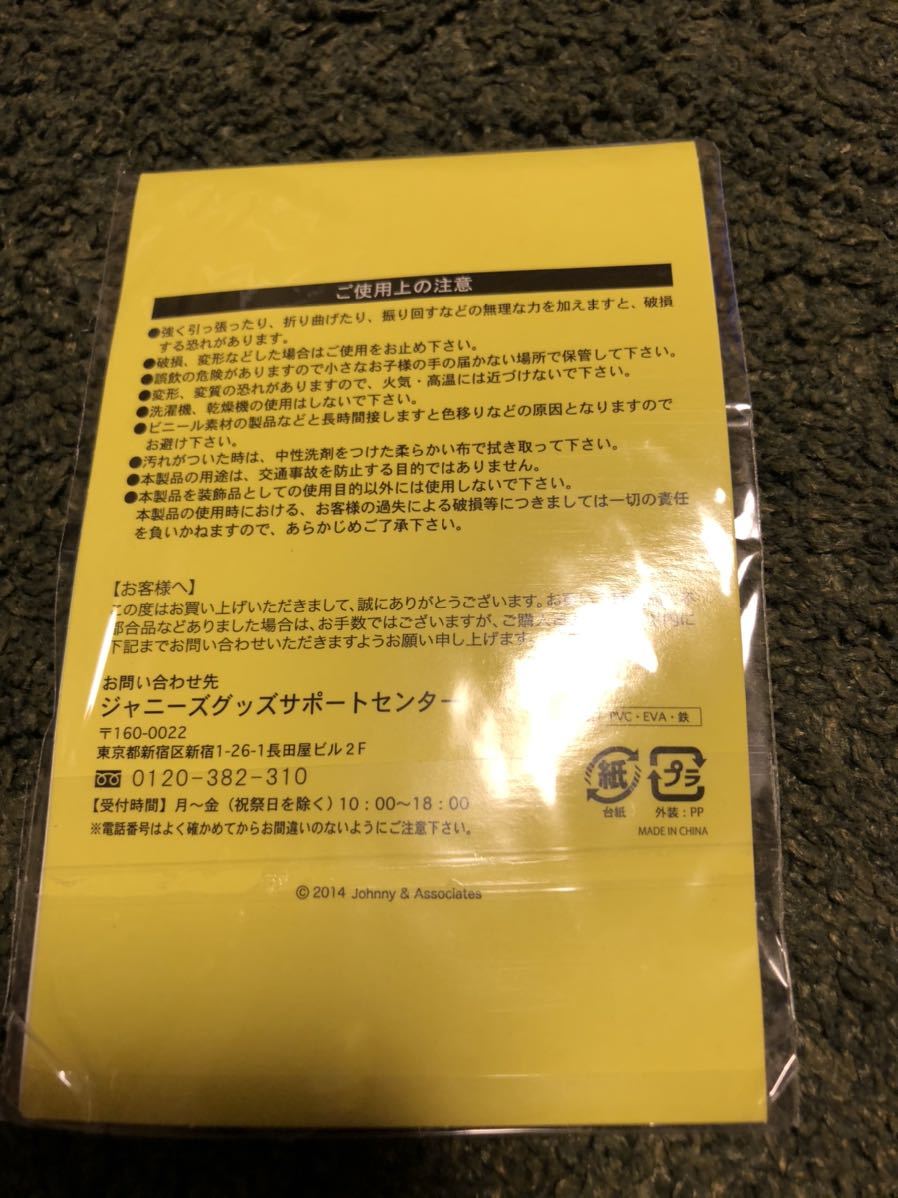 ご使用上の注意
●強く引っ張ったり、折り曲げたり、振り回すなどの無理な力を加えますと、破損
する恐れがあります。
●破損、変形などした場合はご使用をお止め下さい。
●誤飲の危険がありますので小さなお子様の手の届かない場所で保管して下さい。
●変形、変質の恐れがありますので、火気・高温には近づけないで下さい。
●洗濯機、乾燥機の使用はしないで下さい。
●ビニール素材の製品などと長時間接しますと色移りなどの原因となりますので
お避け下さい。
●汚れがついた時は、中性洗剤をつけた柔らかい布で拭き取って下さい。
●本製品の用途は、交通事故を防止する目的ではありません。
●本製品を装飾品としての使用目的以外には使用しないで下さい。
本製品の使用時における、お客様の過失による破損等につきましては一切の責任
を負いかねますので、あらかじめご了承下さい。
【お客様へ】
この度はお買い上げいただきまして、誠にありがとうございます。
部合品などありました場合は、お手数ではございますが、ご購入
下記までお問い合わせいただきますようお願い申し上げます。
お問い合わせ先
ジャニーズグッズサポートセンター
〒160-0022
東京都新宿区新宿1-26-1長田屋ビル2F
0120-382-310
【受付時間】月〜金(祝祭日を除く)10:00〜18:00
※電話番号はよく確かめてからお間違いのないようにご注意下さい。
PVC・EVA・鉄
紙
台紙
プラ
外装:PP
MADE IN CHINA
© 2014 Johnny & Associates